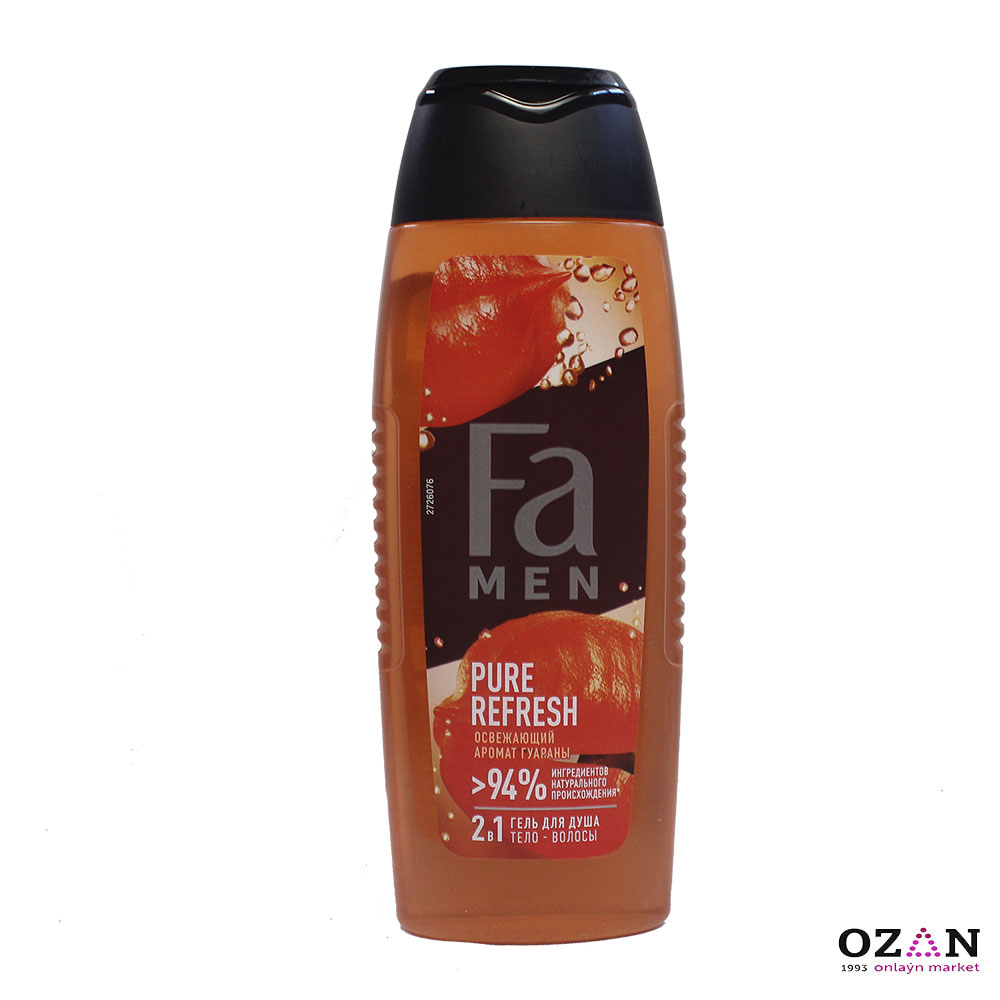 Fa
MEN
2726076
PURE
REFRESH
ОСВЕЖАЮЩИЙ
АРОМАТ ГУАРАНЫ
>94% ИНГРЕДИЕНТОВ
НАТУРАЛЬНОГО
ПРОИСХОЖДЕНИЯ*
2в1 ГЕЛЬ ДЛЯ ДУША
ТЕЛО - ВОЛОСЫ
OZAN
1993 onlaýn market